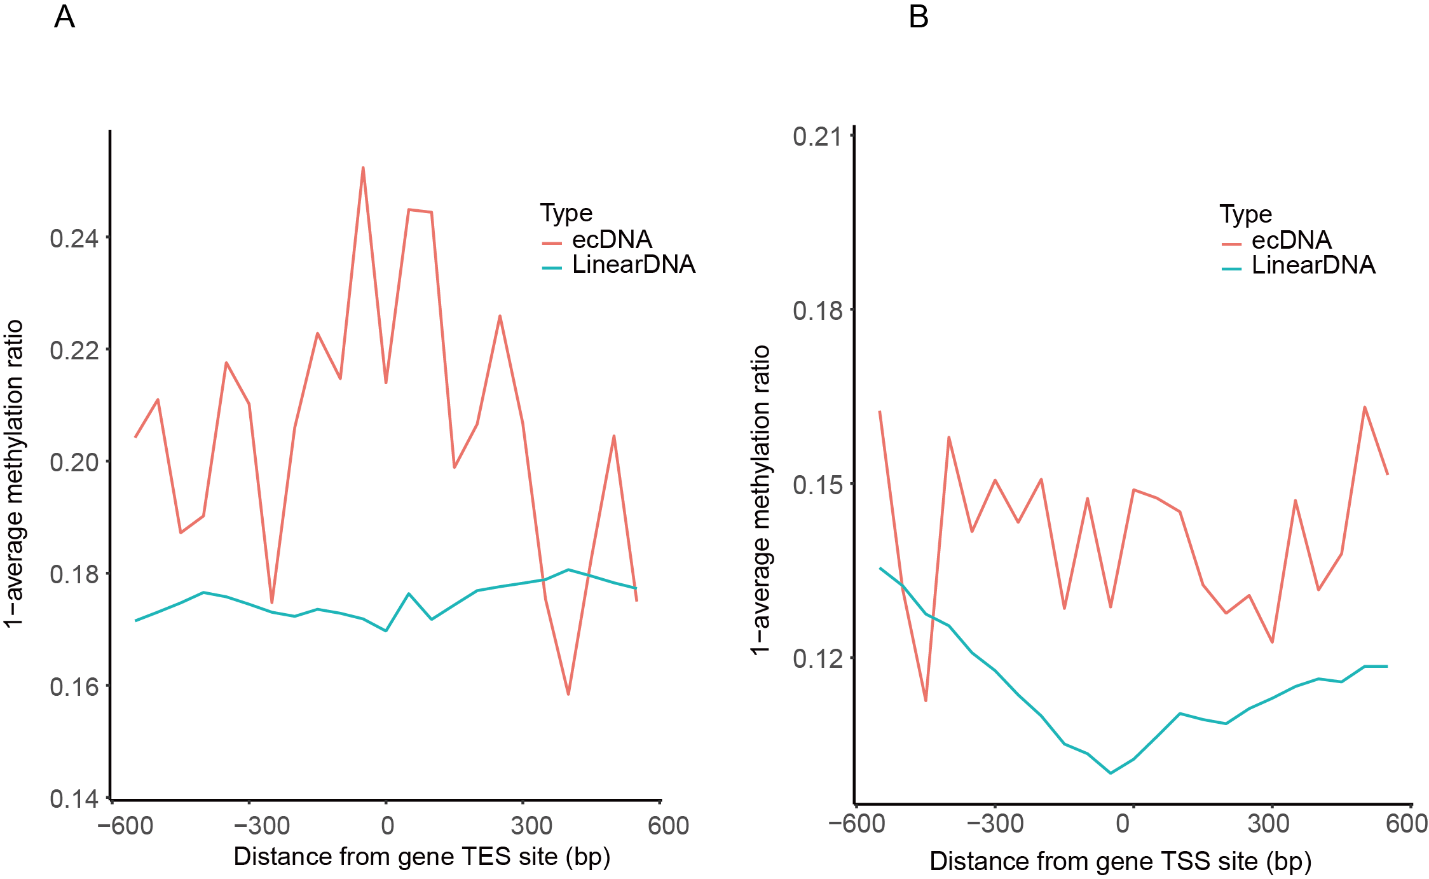 A
1−average methylation ratio
0.24
0.22
0.20
0.18
0.16
0.14
−600
−300
0
300
600
Distance from gene TES site (bp)
Type
ecDNA
LinearDNA
B
1−average methylation ratio
0.21
0.18
0.15
0.12
−600
−300
0
300
600
Distance from gene TSS site (bp)
Type
ecDNA
LinearDNA